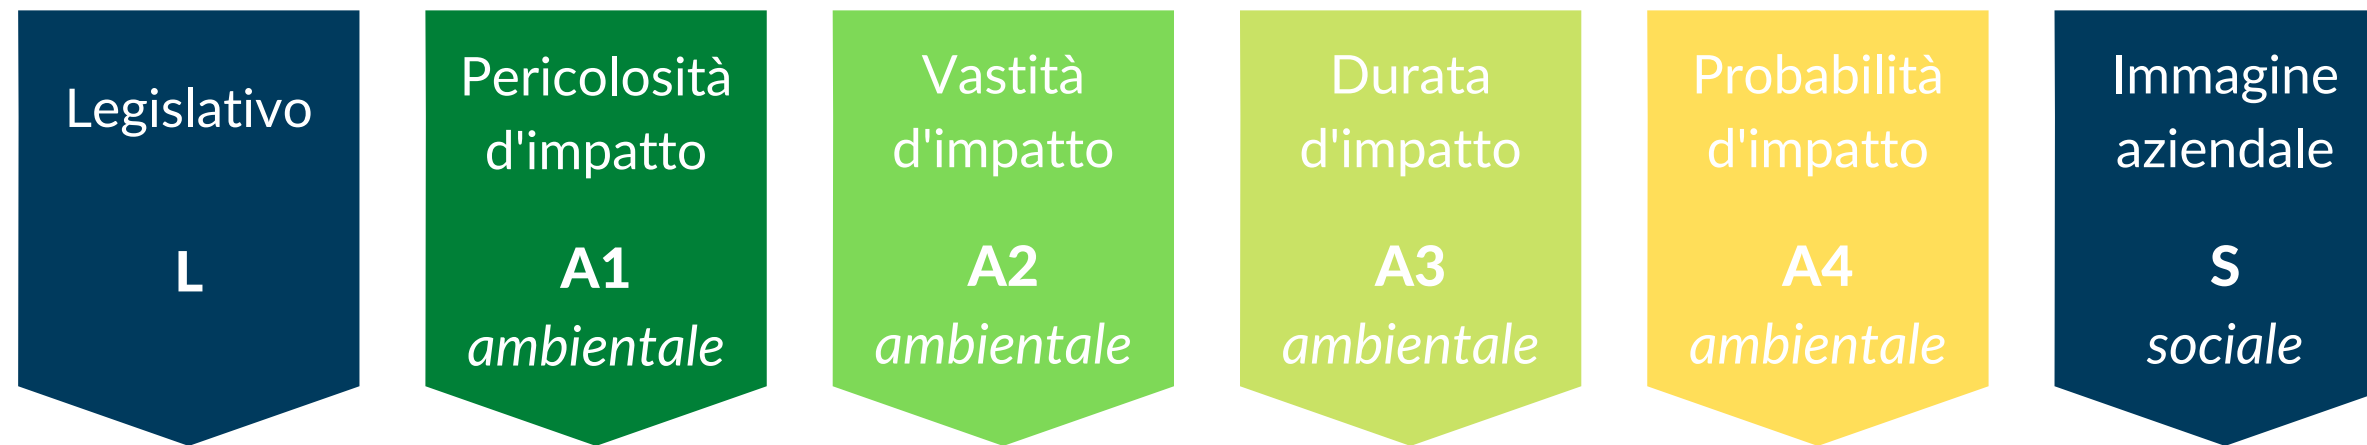 Legislativo
L
Pericolosità
d'impatto
A1
ambientale
Vastità
d'impatto
A2
ambientale
Durata
d'impatto
A3
ambientale
Probabilità
d'impatto
A4
ambientale
Immagine
aziendale
S
sociale